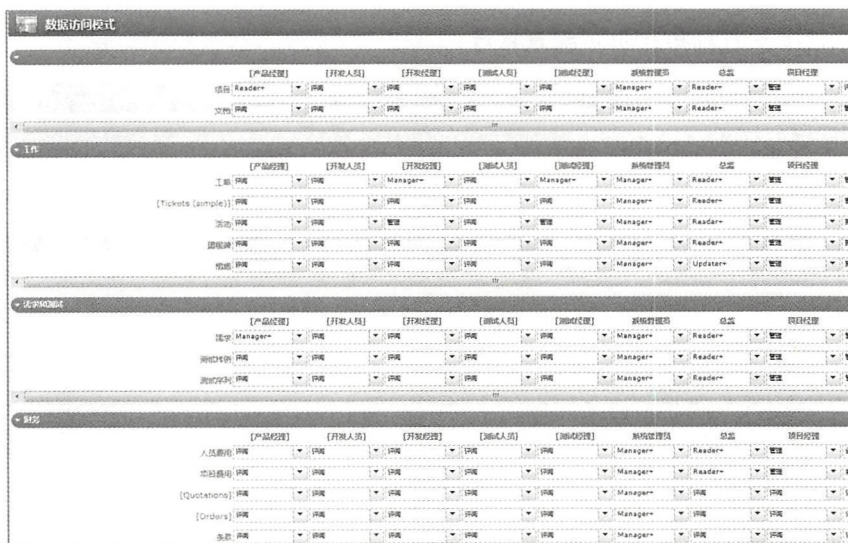 数据访问模式
[产品经理] [开发人员] [开发经理] [测试人员] [测试经理] 系统管理员 总监 项目经理
项目 Reader+ 评阅 评阅 评阅 评阅 Manager+ Reader+ 管理
文档 评阅 评阅 评阅 评阅 评阅 Manager+ Reader+ 管理
工作
[产品经理] [开发人员] [开发经理] [测试人员] [测试经理] 系统管理员 总监 项目经理
工单 评阅 评阅 Manager+ 评阅 Manager+ Manager+ Reader+ 管理
[Tickets (simple)] 评阅 评阅 评阅 评阅 评阅 Manager+ Reader+ 管理
活动 评阅 评阅 管理 评阅 管理 Manager+ Reader+ 管理
里程碑 评阅 评阅 评阅 评阅 评阅 Manager+ Reader+ 管理
评阅 评阅 评阅 评阅 评阅 Manager+ Updater+ 管理
需求和测试
[产品经理] [开发人员] [开发经理] [测试人员] [测试经理] 系统管理员 总监 项目经理
需求 Manager+ 评阅 评阅 评阅 评阅 Manager+ Reader+ 管理
测试样例 评阅 评阅 评阅 评阅 评阅 Manager+ Reader+ 管理
测试序列 评阅 评阅 评阅 评阅 评阅 Manager+ Reader+ 管理
财务
[产品经理] [开发人员] [开发经理] [测试人员] [测试经理] 系统管理员 总监 项目经理
人员费用 评阅 评阅 评阅 评阅 评阅 Manager+ Reader+ 管理
项目费用 评阅 评阅 评阅 评阅 评阅 Manager+ Reader+ 管理
[Quotations] 评阅 评阅 评阅 评阅 评阅 Manager+ 评阅 评阅
[Orders] 评阅 评阅 评阅 评阅 评阅 Manager+ 评阅 评阅
条款 评阅 评阅 评阅 评阅 评阅 Manager+ 评阅 评阅